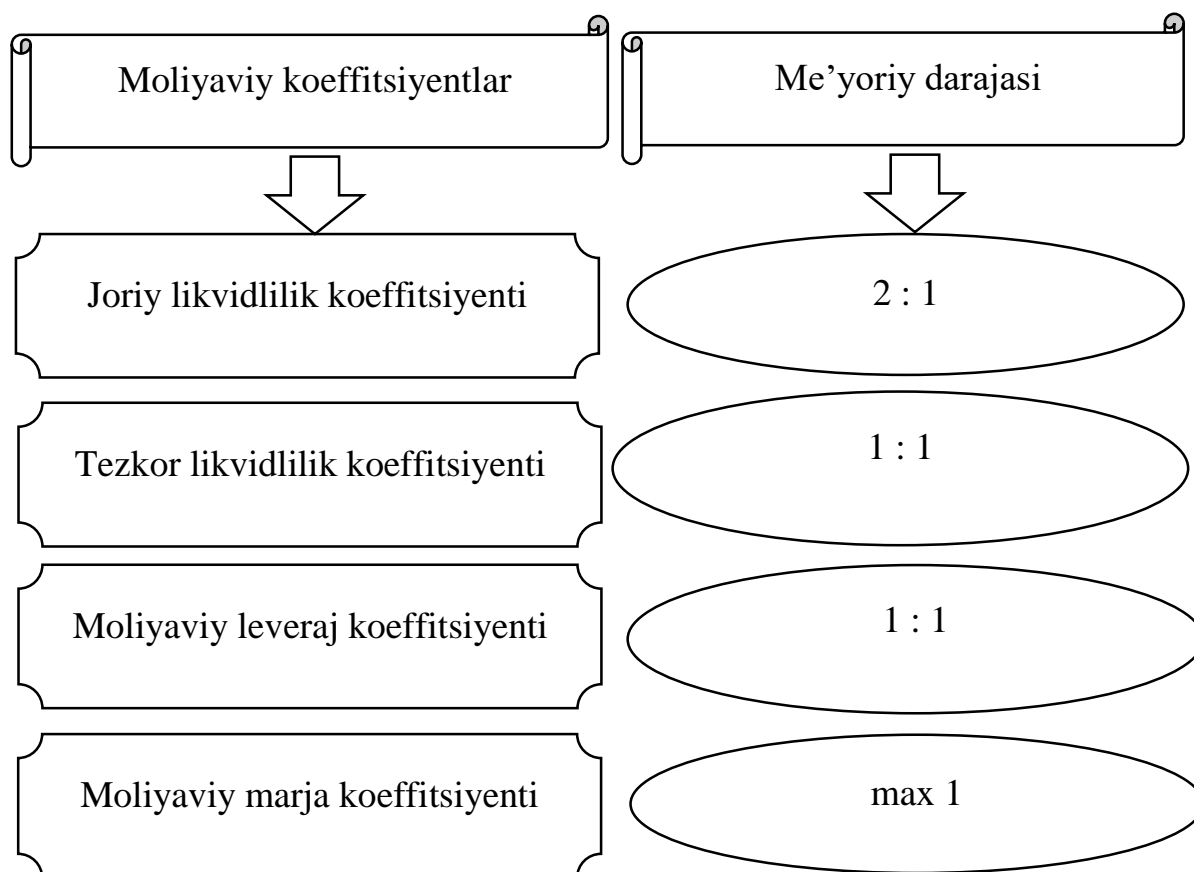 Moliyaviy koeffitsiyentlar
Me’yoriy darajasi
Joriy likvidlilik koeffitsiyenti
2 : 1
Tezkor likvidlilik koeffitsiyenti
1 : 1
Moliyaviy leveraj koeffitsiyenti
1 : 1
Moliyaviy marja koeffitsiyenti
max 1